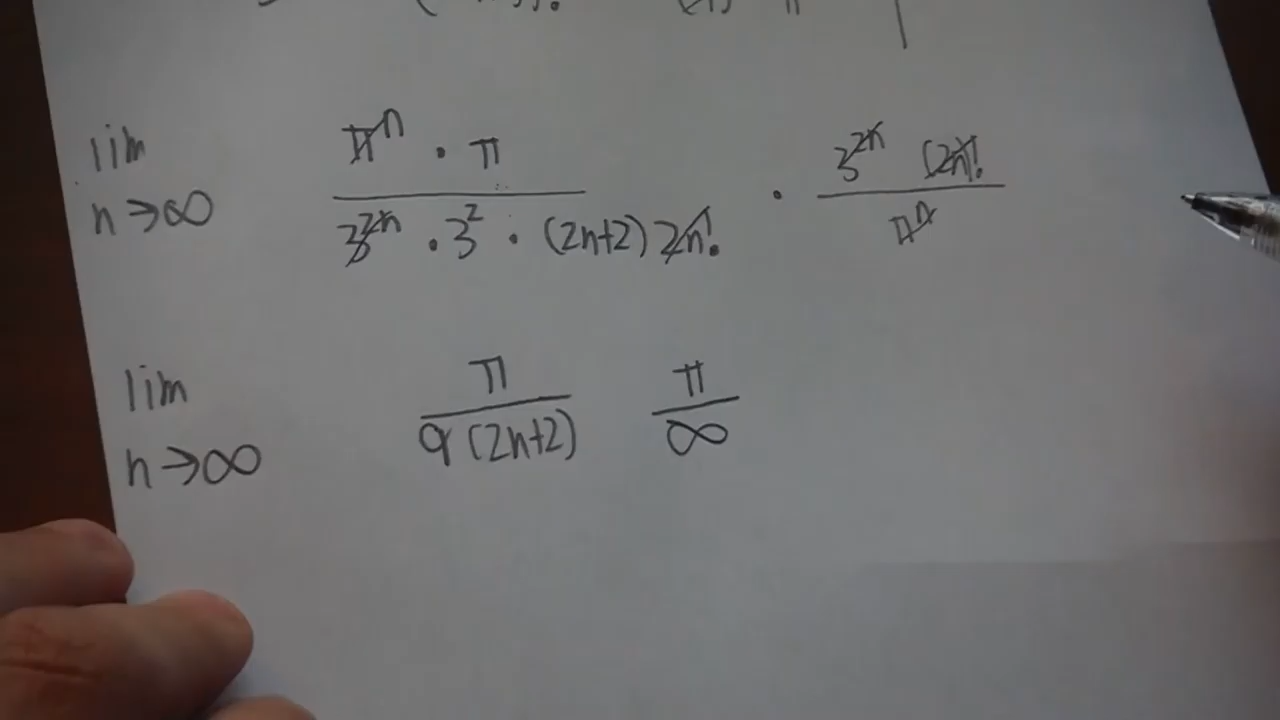 lim n→∞ π^n · π / 3^2n · 3^2 · (2n+2) 2n! · 3^2n (2n)! / π^n
lim n→∞ π / 9(2n+2) π / ∞